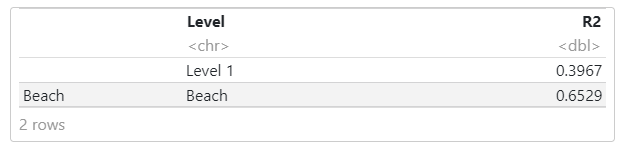 Level R2
<chr> <dbl>
Level 1 0.3967
Beach Beach 0.6529
2 rows